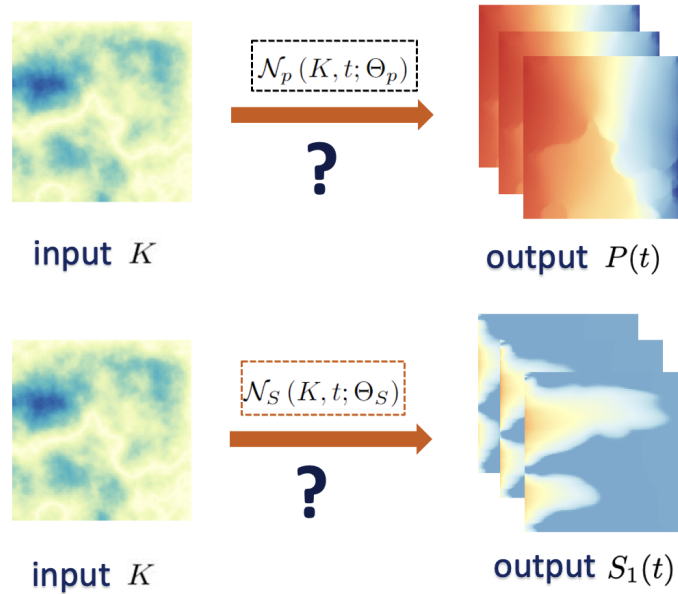 𝒩_p (K, t; Θ_p)
?
input K
output P(t)
𝒩_S (K, t; Θ_S)
?
input K
output S_1(t)